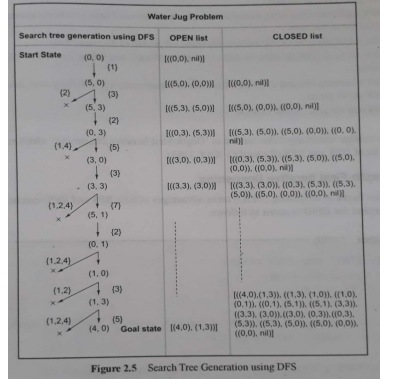 Water Jug Problem
Search tree generation using DFS OPEN list CLOSED list
Start State (0, 0) [((0,0), nil)]
{1}
(5, 0) [((5,0), (0,0))] [((0,0), nil)]
{2} {3}
×
(5, 3) [((5,3), (5,0))] [((5,0), (0,0)), ((0,0), nil)]
{2}
(0, 3) [((0,3), (5,3))] [((5,3), (5,0)), ((5,0), (0,0)), ((0, 0),
nil)]
{1,4} {5}
×
(3, 0) [((3,0), (0,3))] [((0,3), (5,3)), ((5,3), (5,0)), ((5,0),
(0,0)), ((0,0), nil)]
{3}
(3, 3) [((3,3), (3,0))] [((3,3), (3,0)), ((0,3), (5,3)), ((5,3),
(5,0)), ((5,0), (0,0)), ((0,0), nil)]
{1,2,4} {7}
×
(5, 1)
{2}
(0, 1)
{1,2,4}
×
(1, 0)
{1,2} {3}
×
(1, 3) [((4,0),(1,3)), ((1,3), (1,0)), ((1,0),
(0,1)), ((0,1), (5,1)), ((5,1), (3,3)),
{1,2,4} {5} ((3,3), (3,0)),((3,0), (0,3)),((0,3),
×
(4, 0) Goal state [((4,0), (1,3))] (5,3)), ((5,3), (5,0)), ((5,0), (0,0)),
((0,0), nil)]
Figure 2.5 Search Tree Generation using DFS